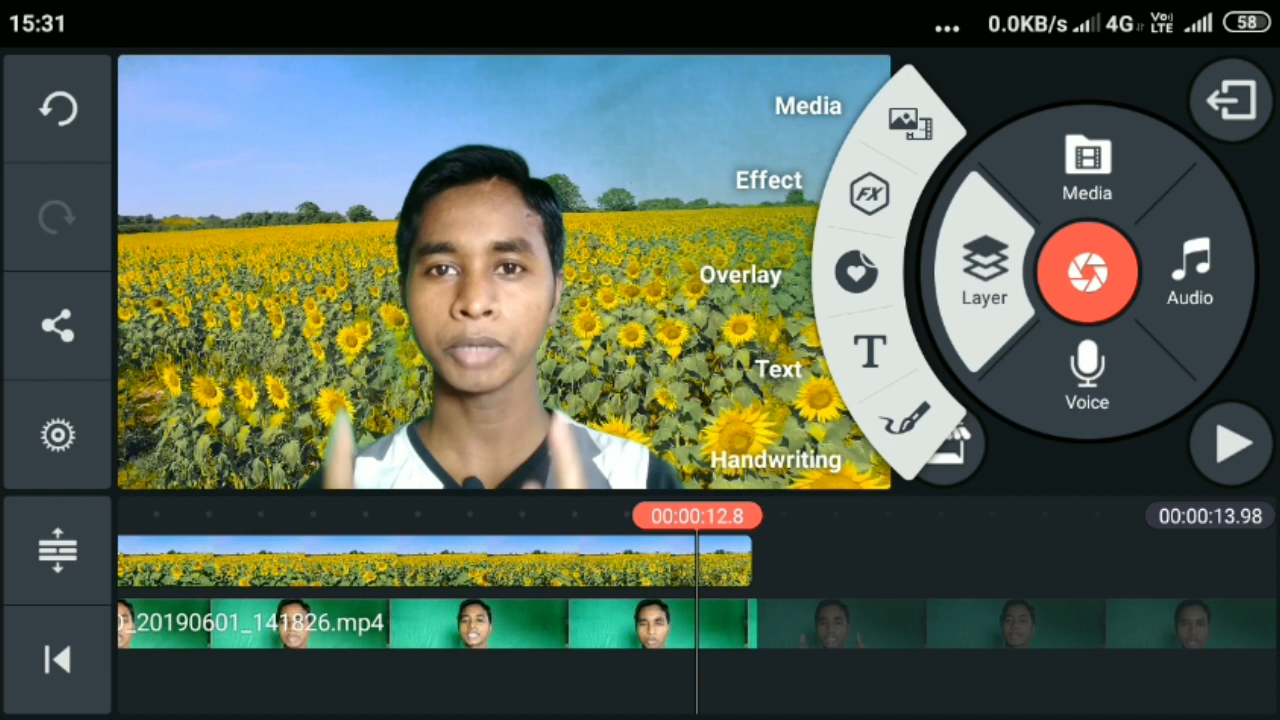 15:31
... 0.0KB/s 4G Vo) LTE 58
Media
Effect
Overlay
Text
Handwriting
FX
T
Media
Layer
Audio
Voice
00:00:12.8
00:00:13.98
_20190601_141826.mp4